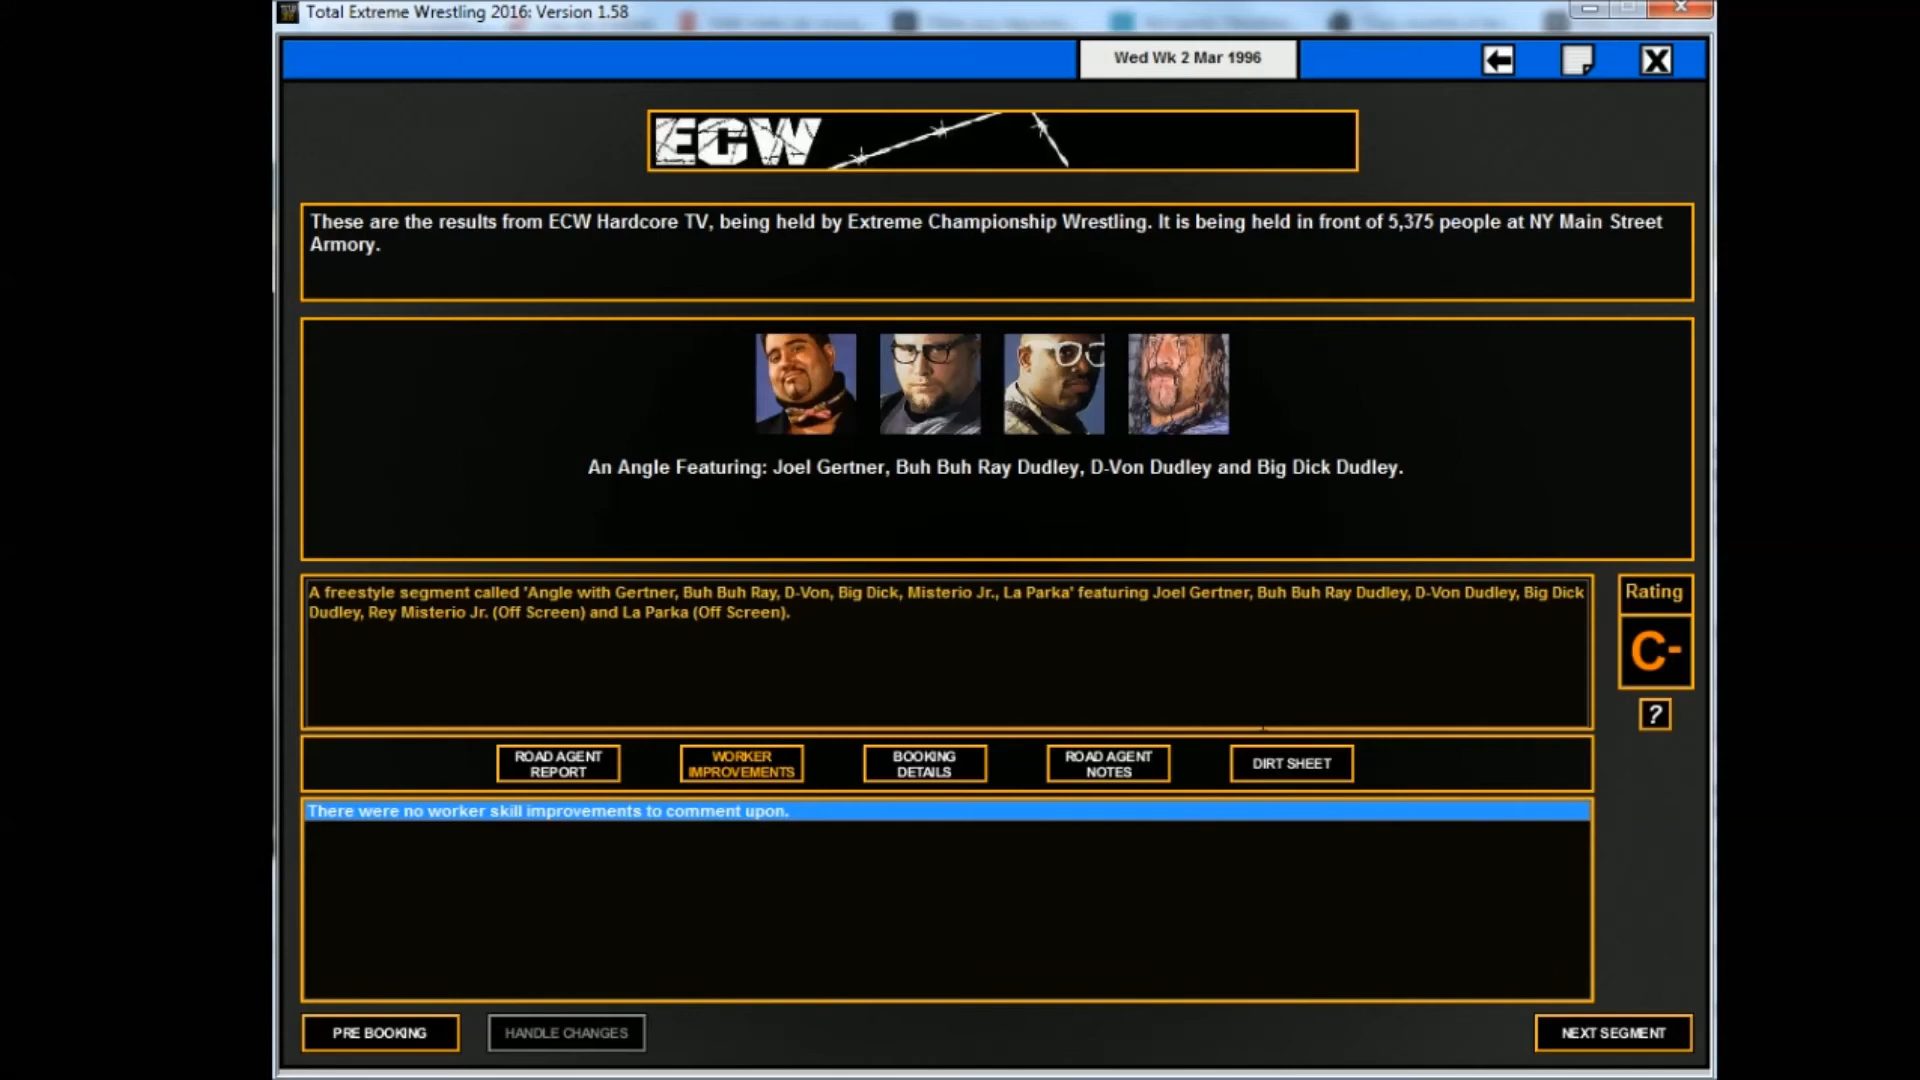 Total Extreme Wrestling 2016: Version 1.58
Wed Wk 2 Mar 1996
ECW
These are the results from ECW Hardcore TV, being held by Extreme Championship Wrestling. It is being held in front of 5,375 people at NY Main Street
Armory.
An Angle Featuring: Joel Gertner, Buh Buh Ray Dudley, D-Von Dudley and Big Dick Dudley.
A freestyle segment called 'Angle with Gertner, Buh Buh Ray, D-Von, Big Dick, Misterio Jr., La Parka' featuring Joel Gertner, Buh Buh Ray Dudley, D-Von Dudley, Big Dick
Dudley, Rey Misterio Jr. (Off Screen) and La Parka (Off Screen).
Rating
C-
?
ROAD AGENT
REPORT
WORKER
IMPROVEMENTS
BOOKING
DETAILS
ROAD AGENT
NOTES
DIRT SHEET
There were no worker skill improvements to comment upon.
PRE BOOKING
HANDLE CHANGES
NEXT SEGMENT